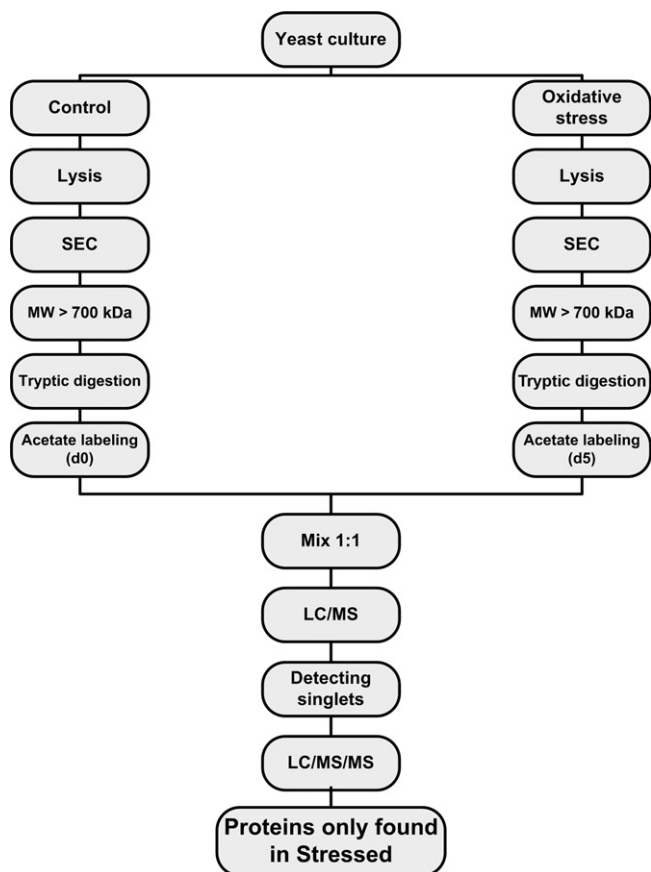 Yeast culture
Control
Oxidative
stress
Lysis
Lysis
SEC
SEC
MW > 700 kDa
MW > 700 kDa
Tryptic digestion
Tryptic digestion
Acetate labeling
(d0)
Acetate labeling
(d5)
Mix 1:1
LC/MS
Detecting
singlets
LC/MS/MS
Proteins only found
in Stressed